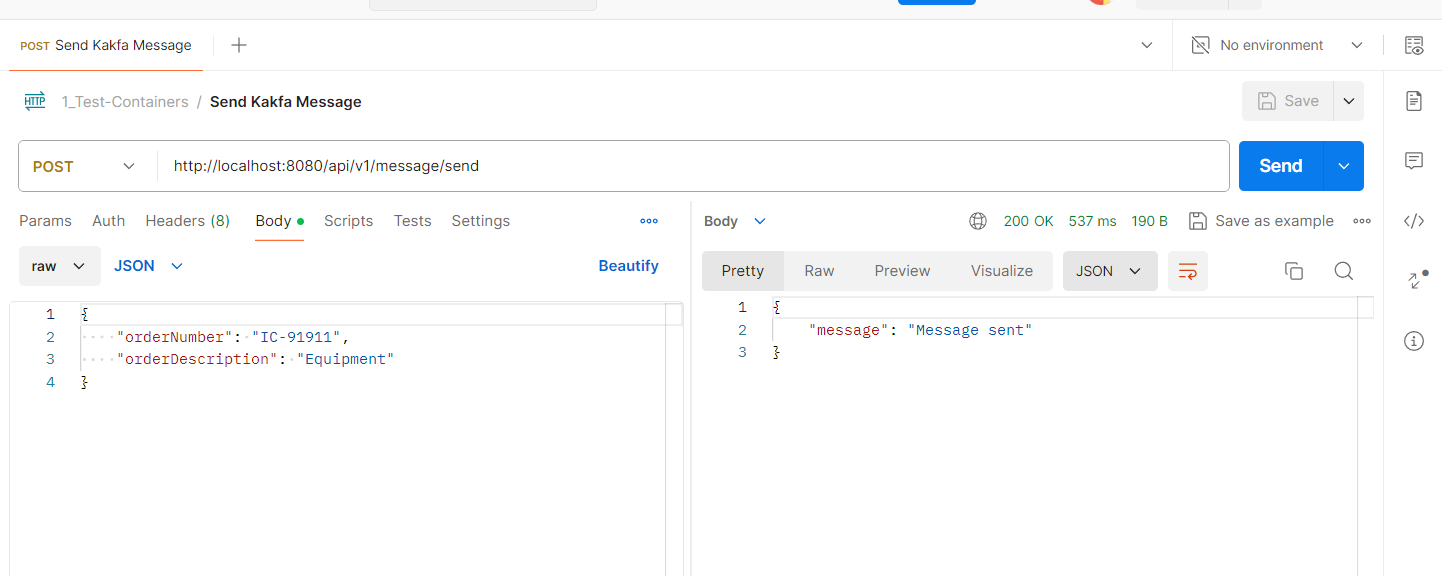 POST Send Kakfa Message
No environment
HTTP 1_Test-Containers / Send Kakfa Message
Save
POST http://localhost:8080/api/v1/message/send
Send
Params Auth Headers (8) Body Scripts Tests Settings
raw JSON Beautify
1 {
2 "orderNumber": "IC-91911",
3 "orderDescription": "Equipment"
4 }
Body 200 OK 537 ms 190 B Save as example
Pretty Raw Preview Visualize JSON
1 {
2 "message": "Message sent"
3 }